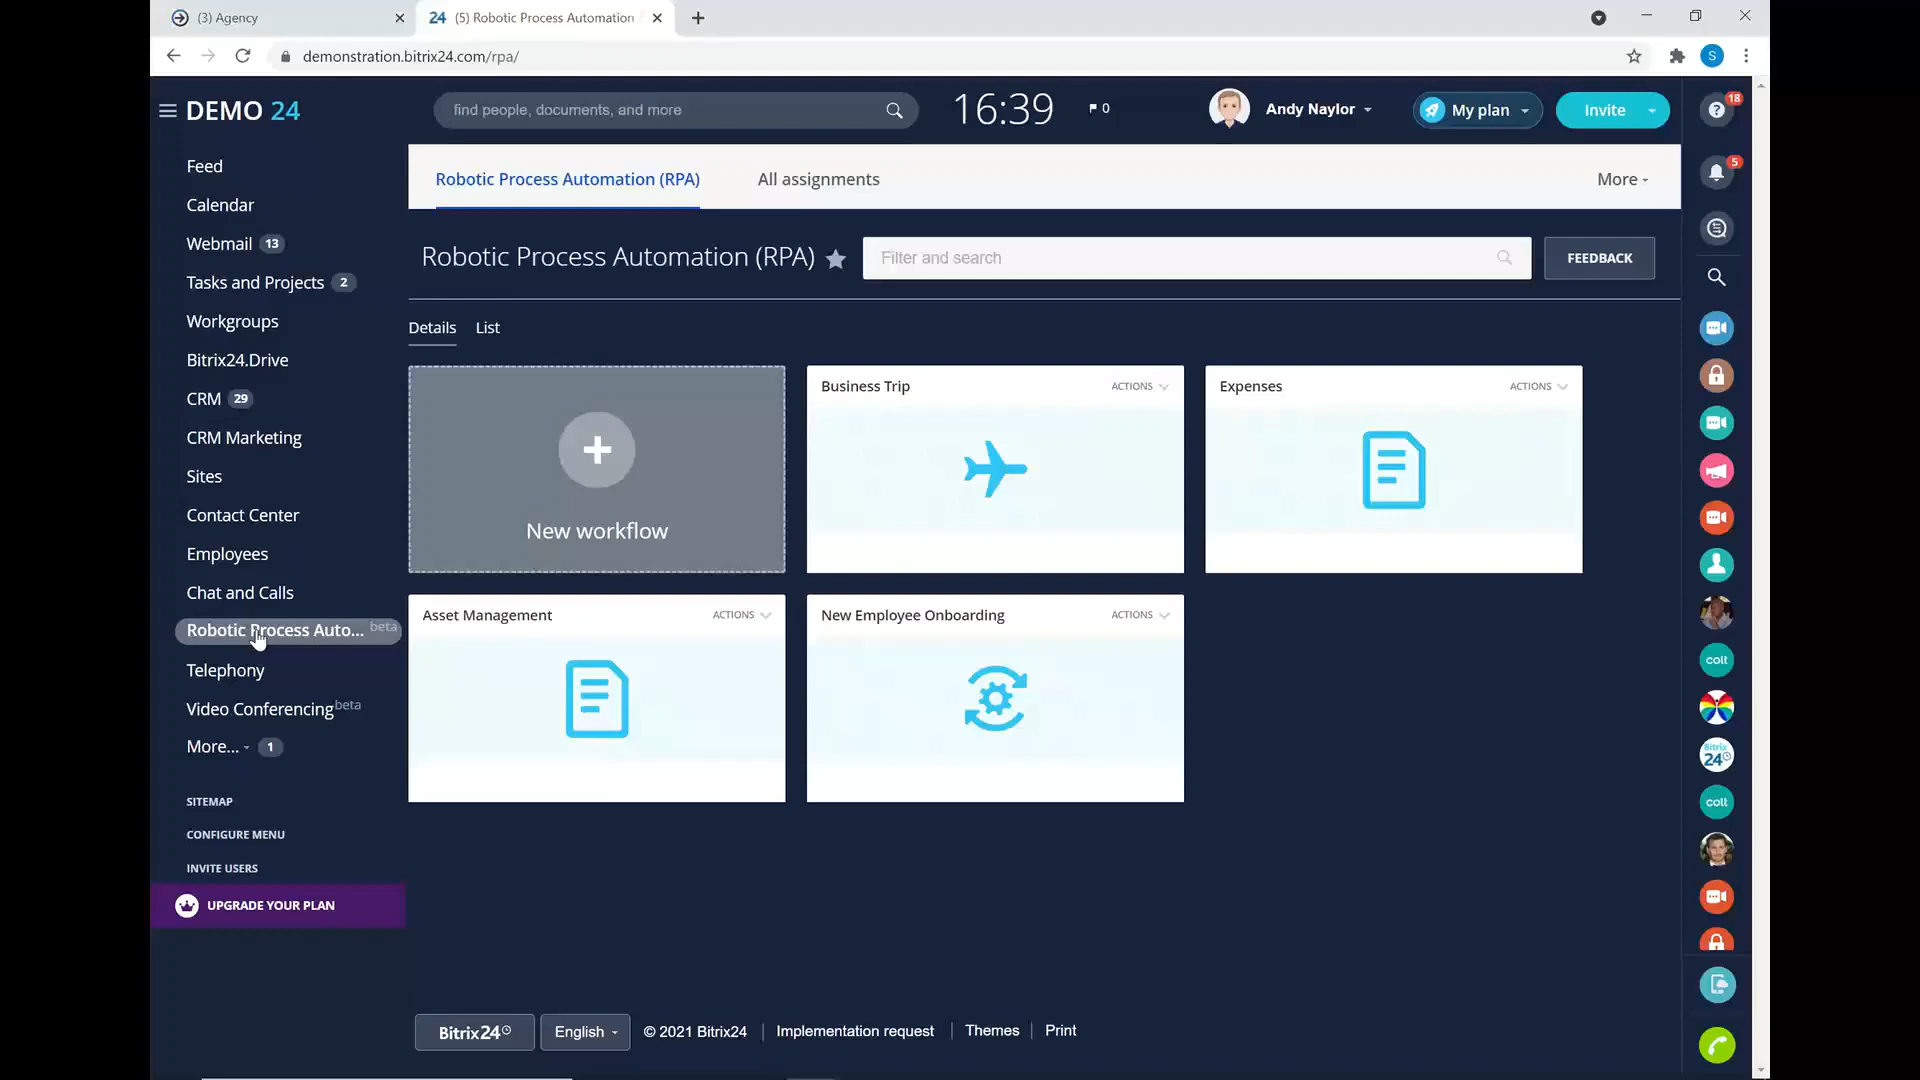 (3) Agency
24 (5) Robotic Process Automation
demonstration.bitrix24.com/rpa/
S
DEMO 24
find people, documents, and more
16:39
0
Andy Naylor
My plan
Invite
18
5
Feed
Calendar
Webmail 13
Tasks and Projects 2
Workgroups
Bitrix24.Drive
CRM 29
CRM Marketing
Sites
Contact Center
Employees
Chat and Calls
Robotic Process Auto... beta
Telephony
Video Conferencing beta
More... 1
SITEMAP
CONFIGURE MENU
INVITE USERS
UPGRADE YOUR PLAN
Robotic Process Automation (RPA)
All assignments
More
Robotic Process Automation (RPA)
Filter and search
FEEDBACK
Details
List
New workflow
Business Trip
ACTIONS
Expenses
ACTIONS
Asset Management
ACTIONS
New Employee Onboarding
ACTIONS
colt
Bitrix
24
colt
Bitrix24
English
© 2021 Bitrix24
Implementation request
Themes
Print